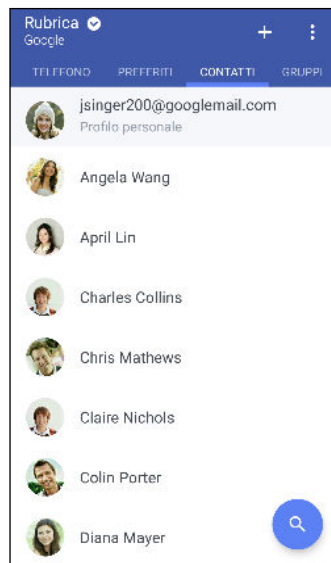 Rubrica
Google
TELEFONO PREFERITI CONTATTI GRUPPI
jsinger200@googlemail.com
Profilo personale
Angela Wang
April Lin
Charles Collins
Chris Mathews
Claire Nichols
Colin Porter
Diana Mayer